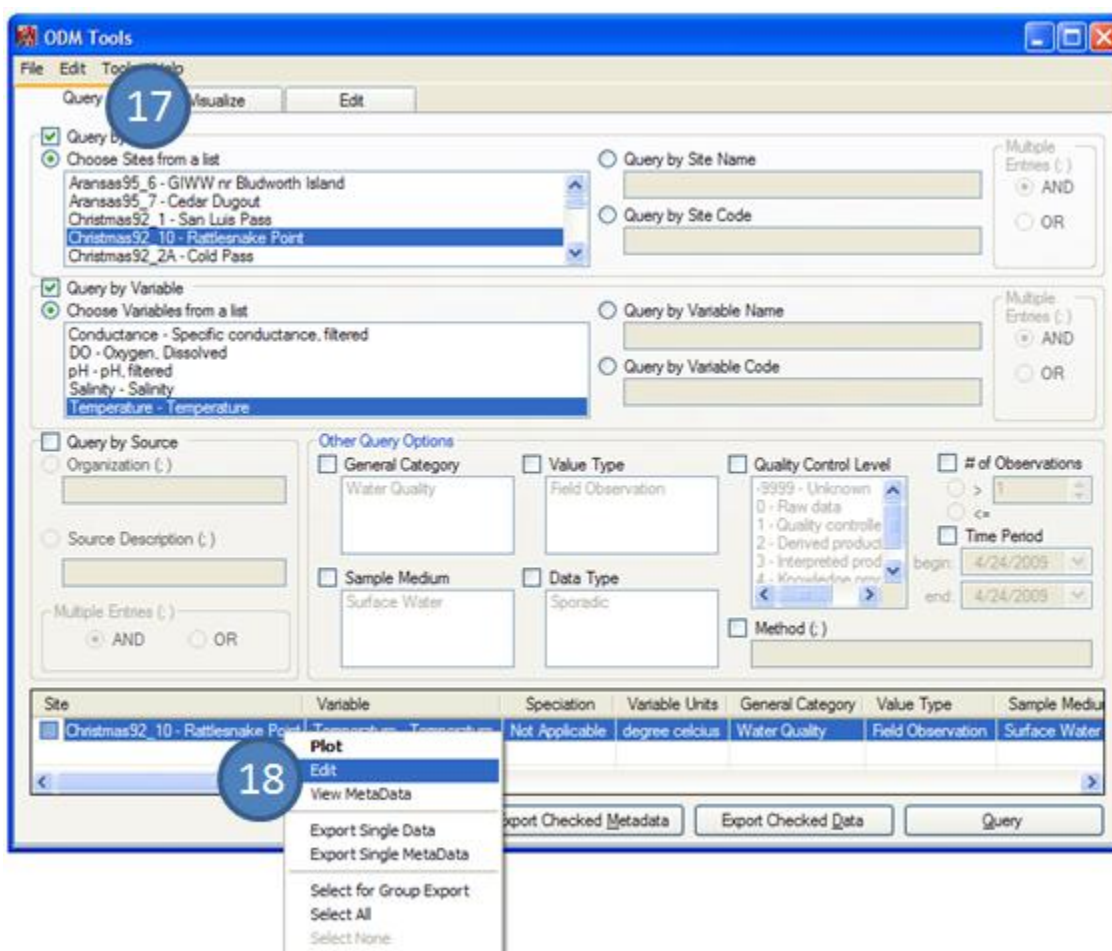 ODM Tools
File Edit Tools Help
Query Visualize Edit
17
Query by
Choose Sites from a list
Aransas95_6 - GIWW nr Bludworth Island
Aransas95_7 - Cedar Dugout
Christmas92_1 - San Luis Pass
Christmas92_10 - Rattlesnake Point
Christmas92_2A - Cold Pass
Query by Site Name
Query by Site Code
Multiple
Entries (;)
AND
OR
Query by Variable
Choose Variables from a list
Conductance - Specific conductance, filtered
DO - Oxygen, Dissolved
pH - pH, filtered
Salinity - Salinity
Temperature - Temperature
Query by Variable Name
Query by Variable Code
Multiple
Entries (;)
AND
OR
Query by Source
Organization (;)
Source Description (;)
Multiple Entries (;)
AND OR
Other Query Options
General Category
Water Quality
Value Type
Field Observation
Sample Medium
Surface Water
Data Type
Sporadic
Quality Control Level
-9999 - Unknown
0 - Raw data
1 - Quality controlle
2 - Derived product
3 - Interpreted prod
4 - Knowledge
# of Observations
> 1
<=
Time Period
begin: 4/24/2009
end: 4/24/2009
Method (;)
Site Variable Speciation Variable Units General Category Value Type Sample Mediu
Christmas92_10 - Rattlesnake Point Temperature - Temperature Not Applicable degree celcius Water Quality Field Observation Surface Water
18
Plot
Edit
View MetaData
Export Single Data
Export Single MetaData
Select for Group Export
Select All
Select None
xport Checked Metadata Export Checked Data Query